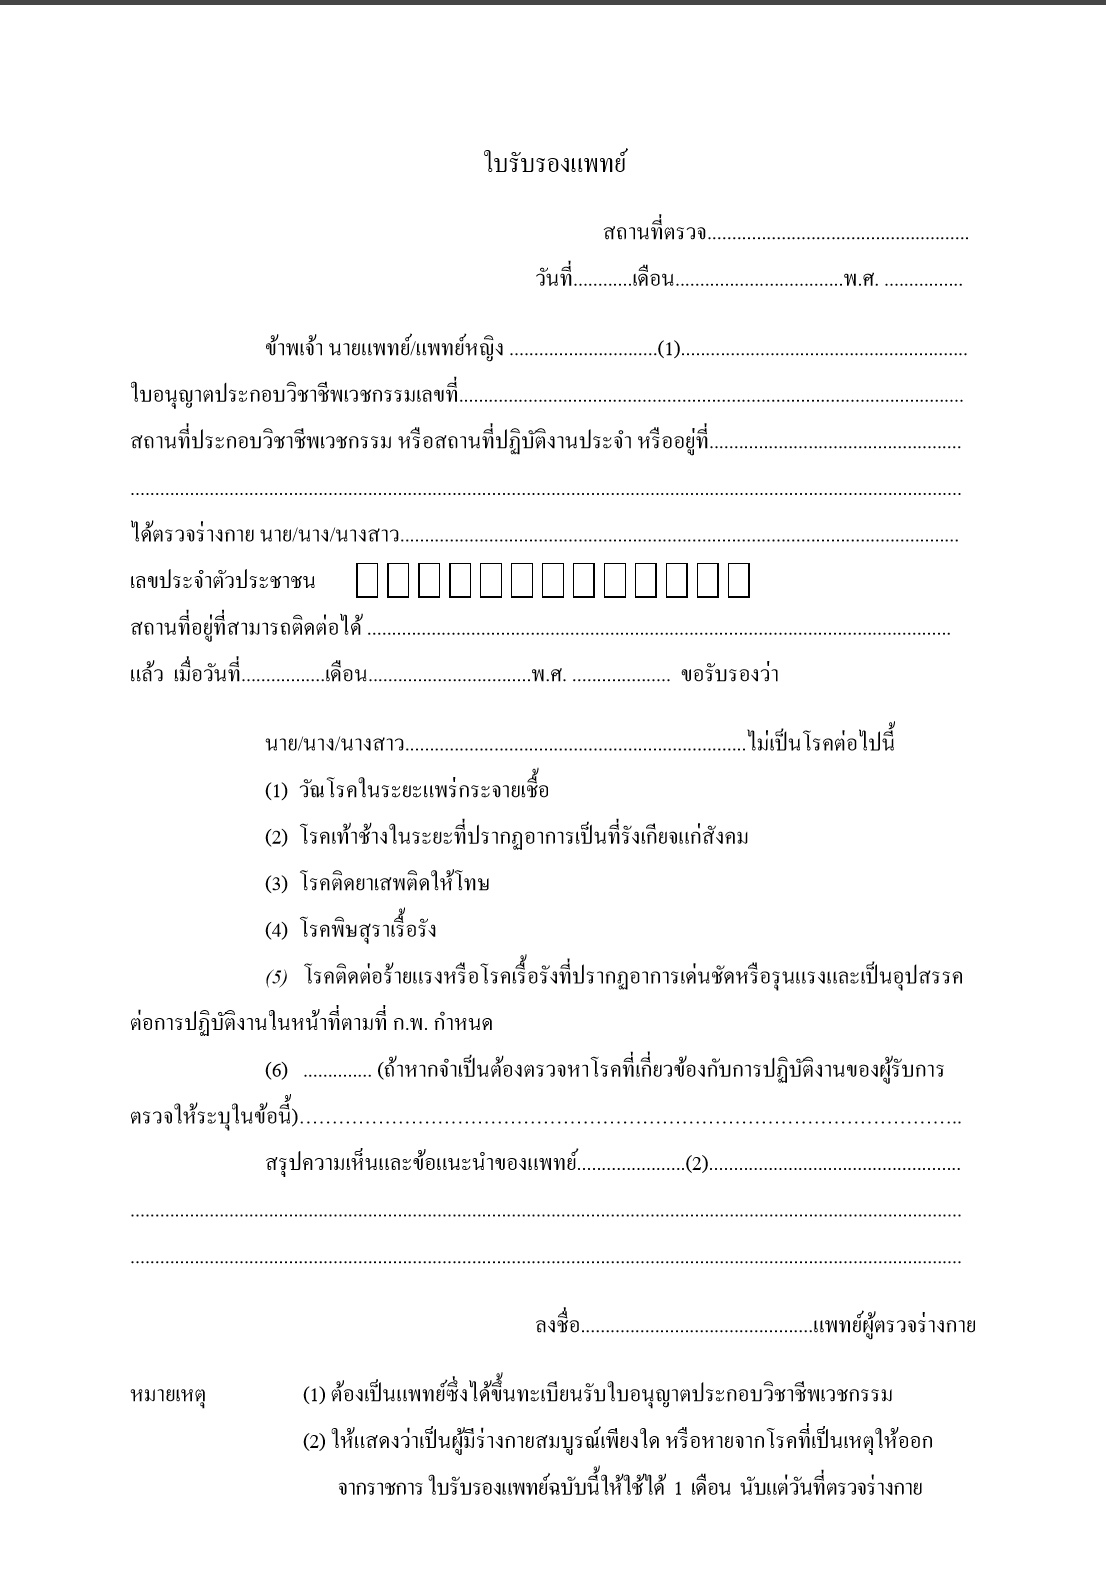 ใบรับรองแพทย์
สถานที่ตรวจ.....................................................
วันที่............เดือน..................................พ.ศ. ................
ข้าพเจ้า นายแพทย์/แพทย์หญิง ..............................(1)..........................................................
ใบอนุญาตประกอบวิชาชีพเวชกรรมเลขที่......................................................................................................
สถานที่ประกอบวิชาชีพเวชกรรม หรือสถานที่ปฏิบัติงานประจำ หรืออยู่ที่...................................................
........................................................................................................................................................................
ได้ตรวจร่างกาย นาย/นาง/นางสาว.................................................................................................................
เลขประจำตัวประชาชน
สถานที่อยู่ที่สามารถติดต่อได้ ......................................................................................................................
แล้ว เมื่อวันที่.................เดือน.................................พ.ศ. .................... ขอรับรองว่า
นาย/นาง/นางสาว.....................................................................ไม่เป็นโรคต่อไปนี้
(1) วัณโรคในระยะแพร่กระจายเชื้อ
(2) โรคเท้าช้างในระยะที่ปรากฏอาการเป็นที่รังเกียจแก่สังคม
(3) โรคติดยาเสพติดให้โทษ
(4) โรคพิษสุราเรื้อรัง
(5) โรคติดต่อร้ายแรงหรือโรคเรื้อรังที่ปรากฏอาการเด่นชัดหรือรุนแรงและเป็นอุปสรรค
ต่อการปฏิบัติงานในหน้าที่ตามที่ ก.พ. กำหนด
(6) .............. (ถ้าหากจำเป็นต้องตรวจหาโรคที่เกี่ยวข้องกับการปฏิบัติงานของผู้รับการ
ตรวจให้ระบุในข้อนี้)…………………………………………………………………………………………..
สรุปความเห็นและข้อแนะนำของแพทย์......................(2)...................................................
........................................................................................................................................................................
........................................................................................................................................................................
ลงชื่อ...............................................แพทย์ผู้ตรวจร่างกาย
หมายเหตุ (1) ต้องเป็นแพทย์ซึ่งได้ขึ้นทะเบียนรับใบอนุญาตประกอบวิชาชีพเวชกรรม
(2) ให้แสดงว่าเป็นผู้มีร่างกายสมบูรณ์เพียงใด หรือหายจากโรคที่เป็นเหตุให้ออก
จากราชการ ใบรับรองแพทย์ฉบับนี้ให้ใช้ได้ 1 เดือน นับแต่วันที่ตรวจร่างกาย